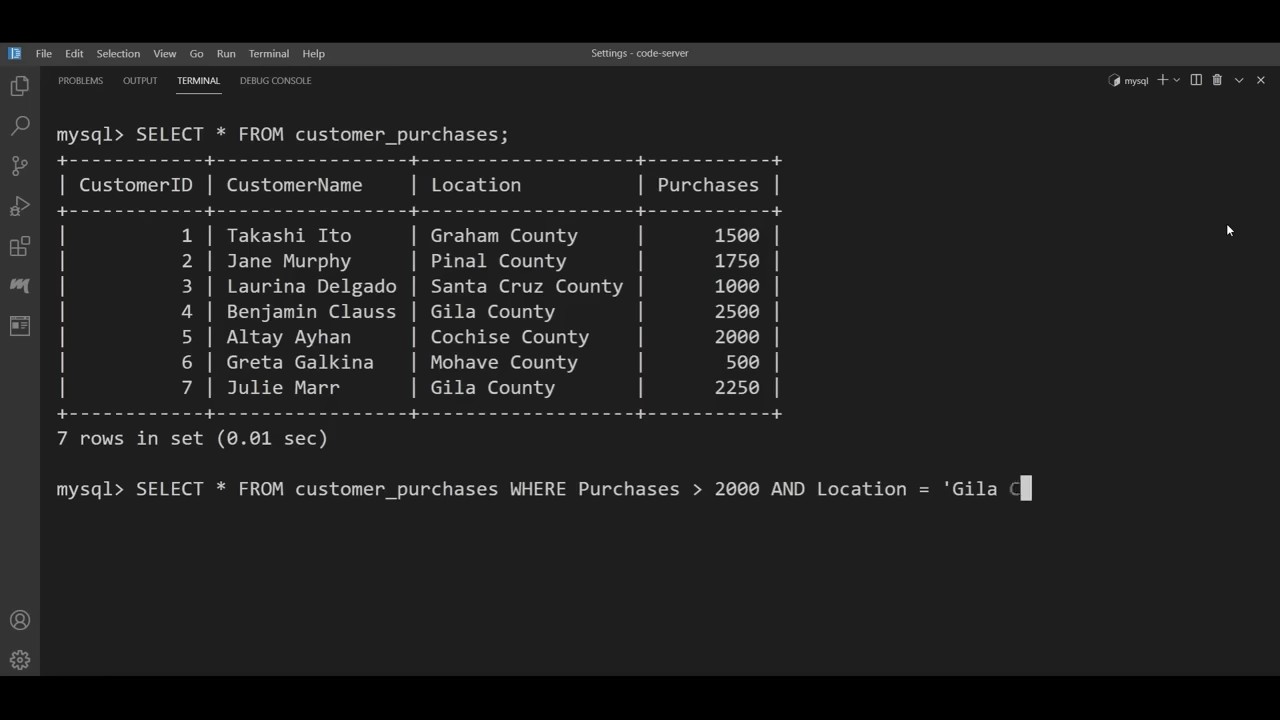 File Edit Selection View Go Run Terminal Help Settings - code-server
PROBLEMS OUTPUT TERMINAL DEBUG CONSOLE mysql
mysql> SELECT * FROM customer_purchases;
+------------+-----------------+-------------------+-----------+
| CustomerID | CustomerName | Location | Purchases |
+------------+-----------------+-------------------+-----------+
| 1 | Takashi Ito | Graham County | 1500 |
| 2 | Jane Murphy | Pinal County | 1750 |
| 3 | Laurina Delgado | Santa Cruz County | 1000 |
| 4 | Benjamin Clauss | Gila County | 2500 |
| 5 | Altay Ayhan | Cochise County | 2000 |
| 6 | Greta Galkina | Mohave County | 500 |
| 7 | Julie Marr | Gila County | 2250 |
+------------+-----------------+-------------------+-----------+
7 rows in set (0.01 sec)
mysql> SELECT * FROM customer_purchases WHERE Purchases > 2000 AND Location = 'Gila C